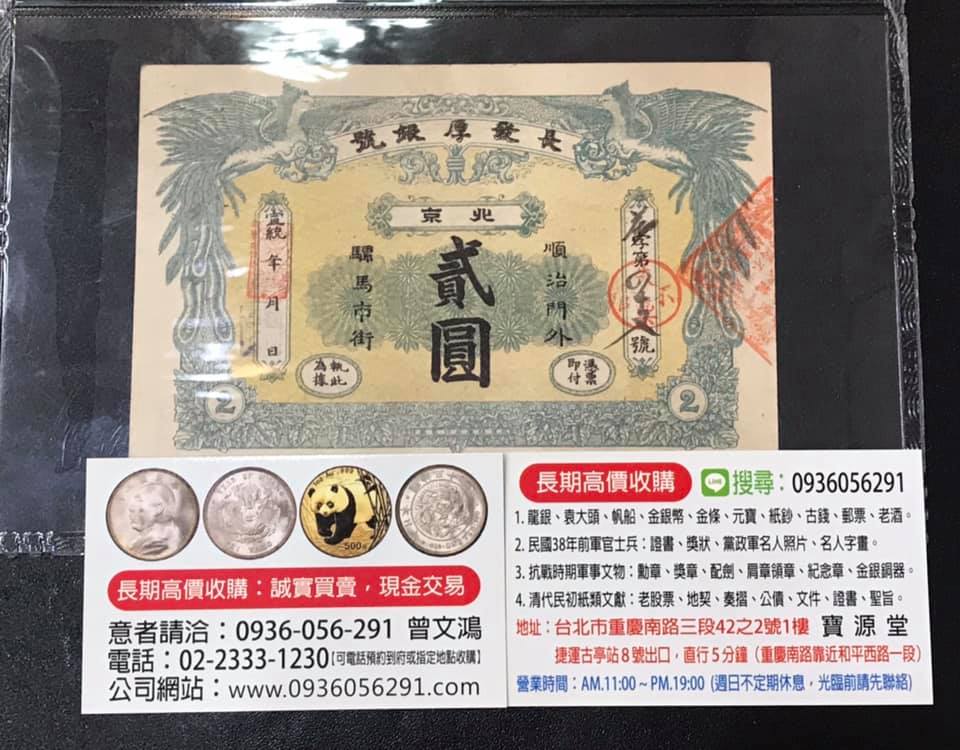 長發厚銀號
北京
貳圓
順治門外
騾馬市街
宣統 年 月 日
字第
號
憑票即付
執此為據
2
2
長期高價收購：誠實買賣，現金交易
意者請洽：0936-056-291 曾文鴻
電話：02-2333-1230【可電話預約到府或指定地點收購】
公司網站：www.0936056291.com
長期高價收購 LINE 搜尋：0936056291
1. 龍銀、袁大頭、帆船、金銀幣、金條、元寶、紙鈔、古錢、郵票、老酒。
2. 民國38年前軍官士兵：證書、獎狀、黨政軍名人照片、名人字畫。
3. 抗戰時期軍事文物：勳章、獎章、配劍、肩章領章、紀念章、金銀銅器。
4. 清代民初紙類文獻：老股票、地契、奏摺、公債、文件、證書、聖旨。
地址：台北市重慶南路三段42之2號1樓 寶源堂
捷運古亭站8號出口，直行5分鐘（重慶南路靠近和平西路一段）
營業時間：AM.11:00～PM.19:00 (週日不定期休息，光臨前請先聯絡)